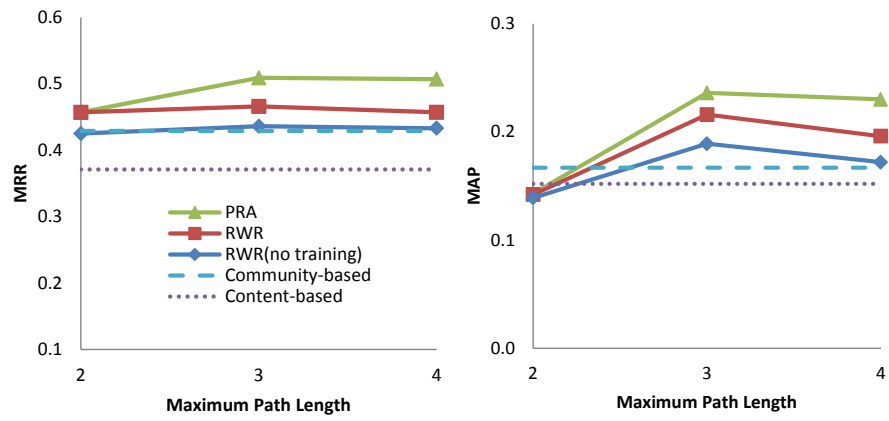 0.6
0.5
0.4
0.3
0.2
0.1
MRR
2
3
4
Maximum Path Length
PRA
RWR
RWR(no training)
Community-based
Content-based
0.3
0.2
0.1
0.0
MAP
2
3
4
Maximum Path Length